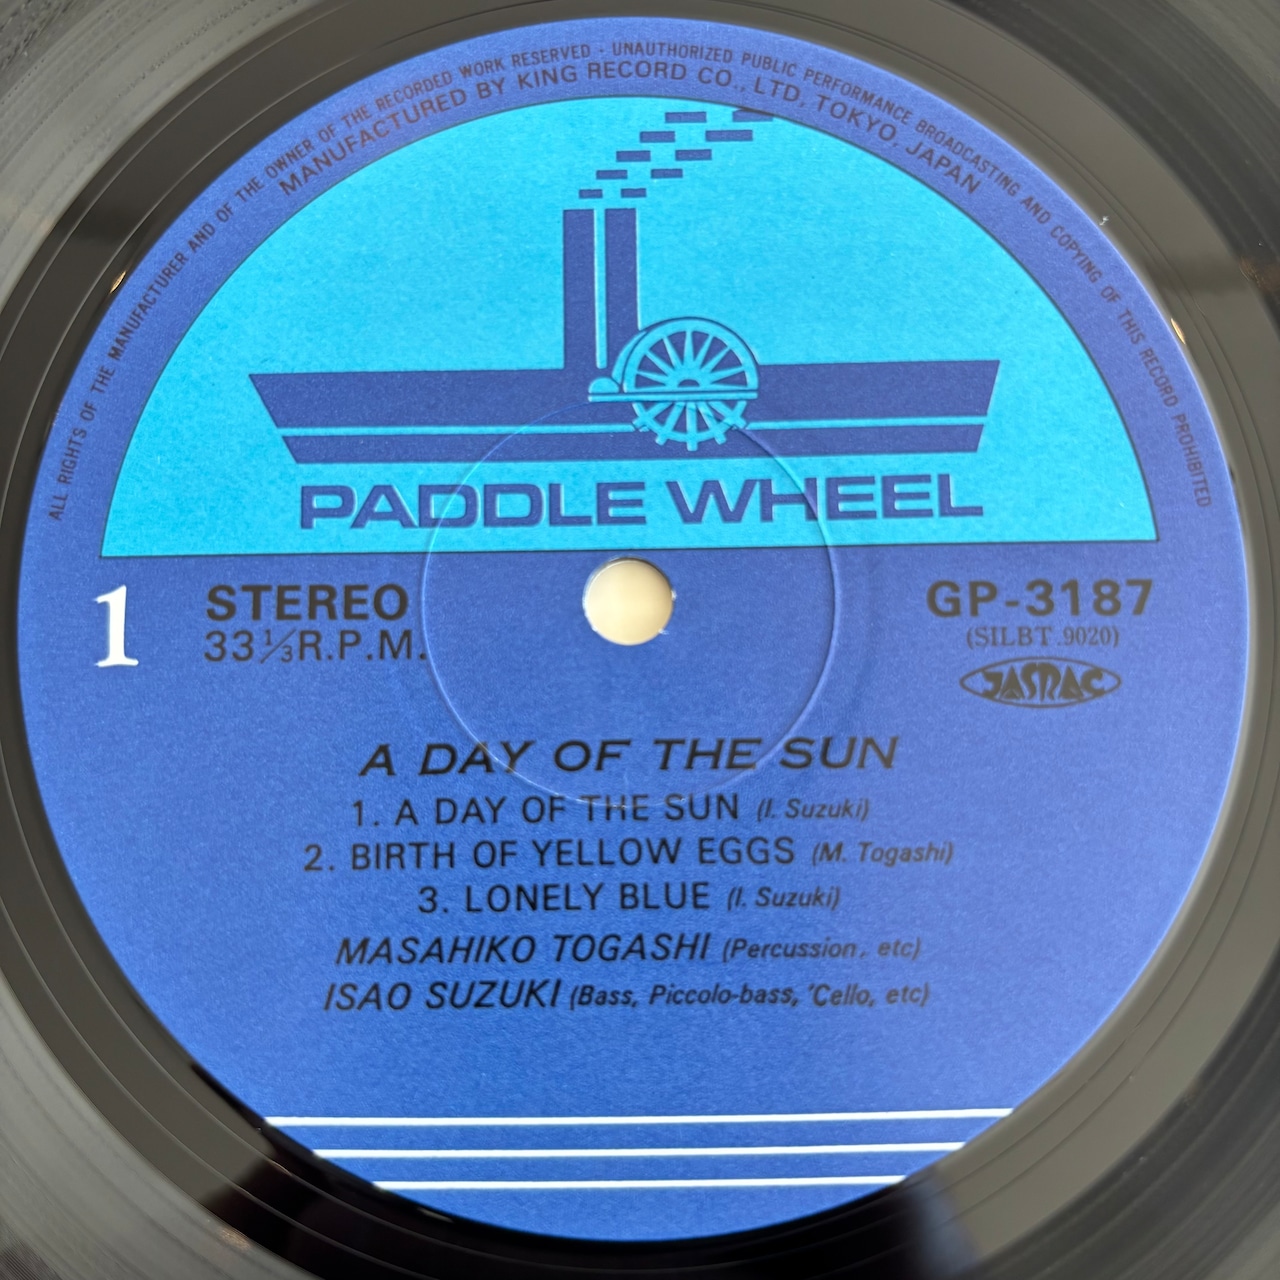 ALL RIGHTS OF THE MANUFACTURER AND OF THE OWNER OF THE RECORDED WORK RESERVED · UNAUTHORIZED PUBLIC PERFORMANCE BROADCASTING AND COPYING OF THIS RECORD PROHIBITED
MANUFACTURED BY KING RECORD CO., LTD, TOKYO, JAPAN
PADDLE WHEEL
1 STEREO GP-3187
33 1/3 R.P.M. (SILBT.9020)
JASRAC
A DAY OF THE SUN
1. A DAY OF THE SUN (I. Suzuki)
2. BIRTH OF YELLOW EGGS (M. Togashi)
3. LONELY BLUE (I. Suzuki)
MASAHIKO TOGASHI (Percussion, etc)
ISAO SUZUKI (Bass, Piccolo-bass, 'Cello, etc)